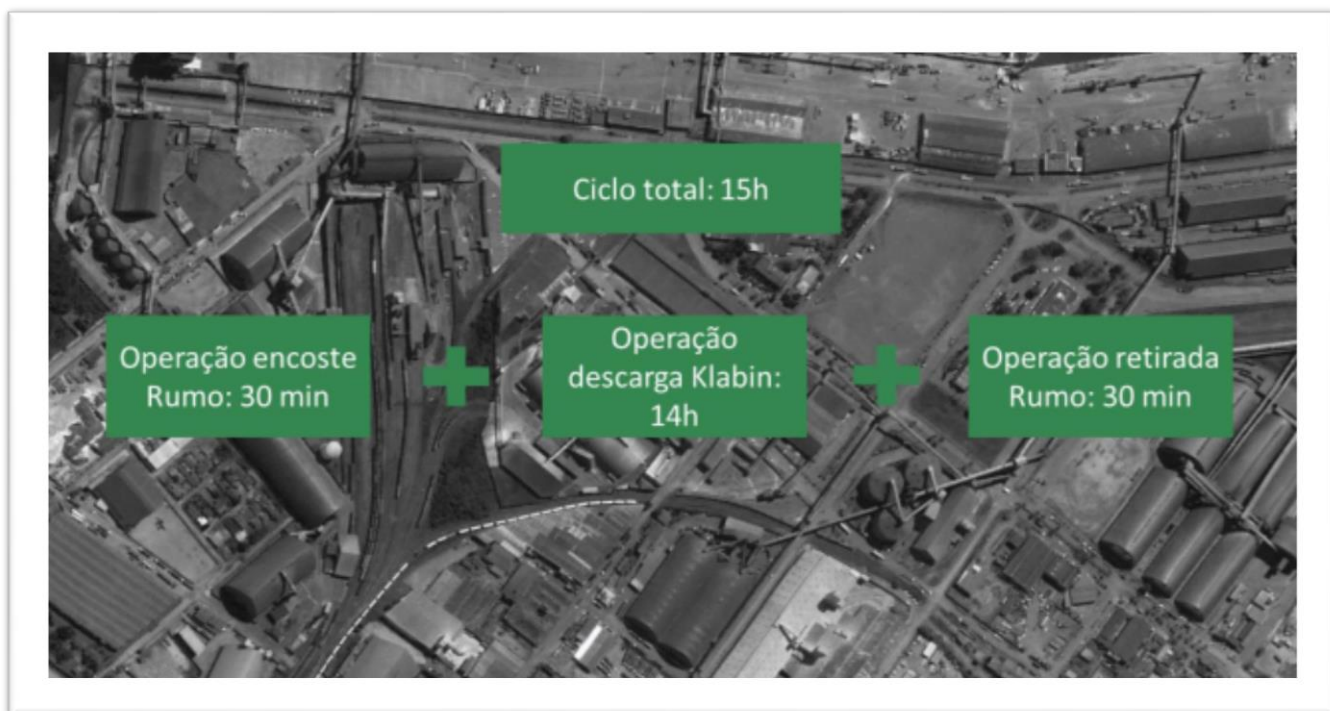 Ciclo total: 15h
Operação encoste
Rumo: 30 min
Operação
descarga Klabin:
14h
Operação retirada
Rumo: 30 min